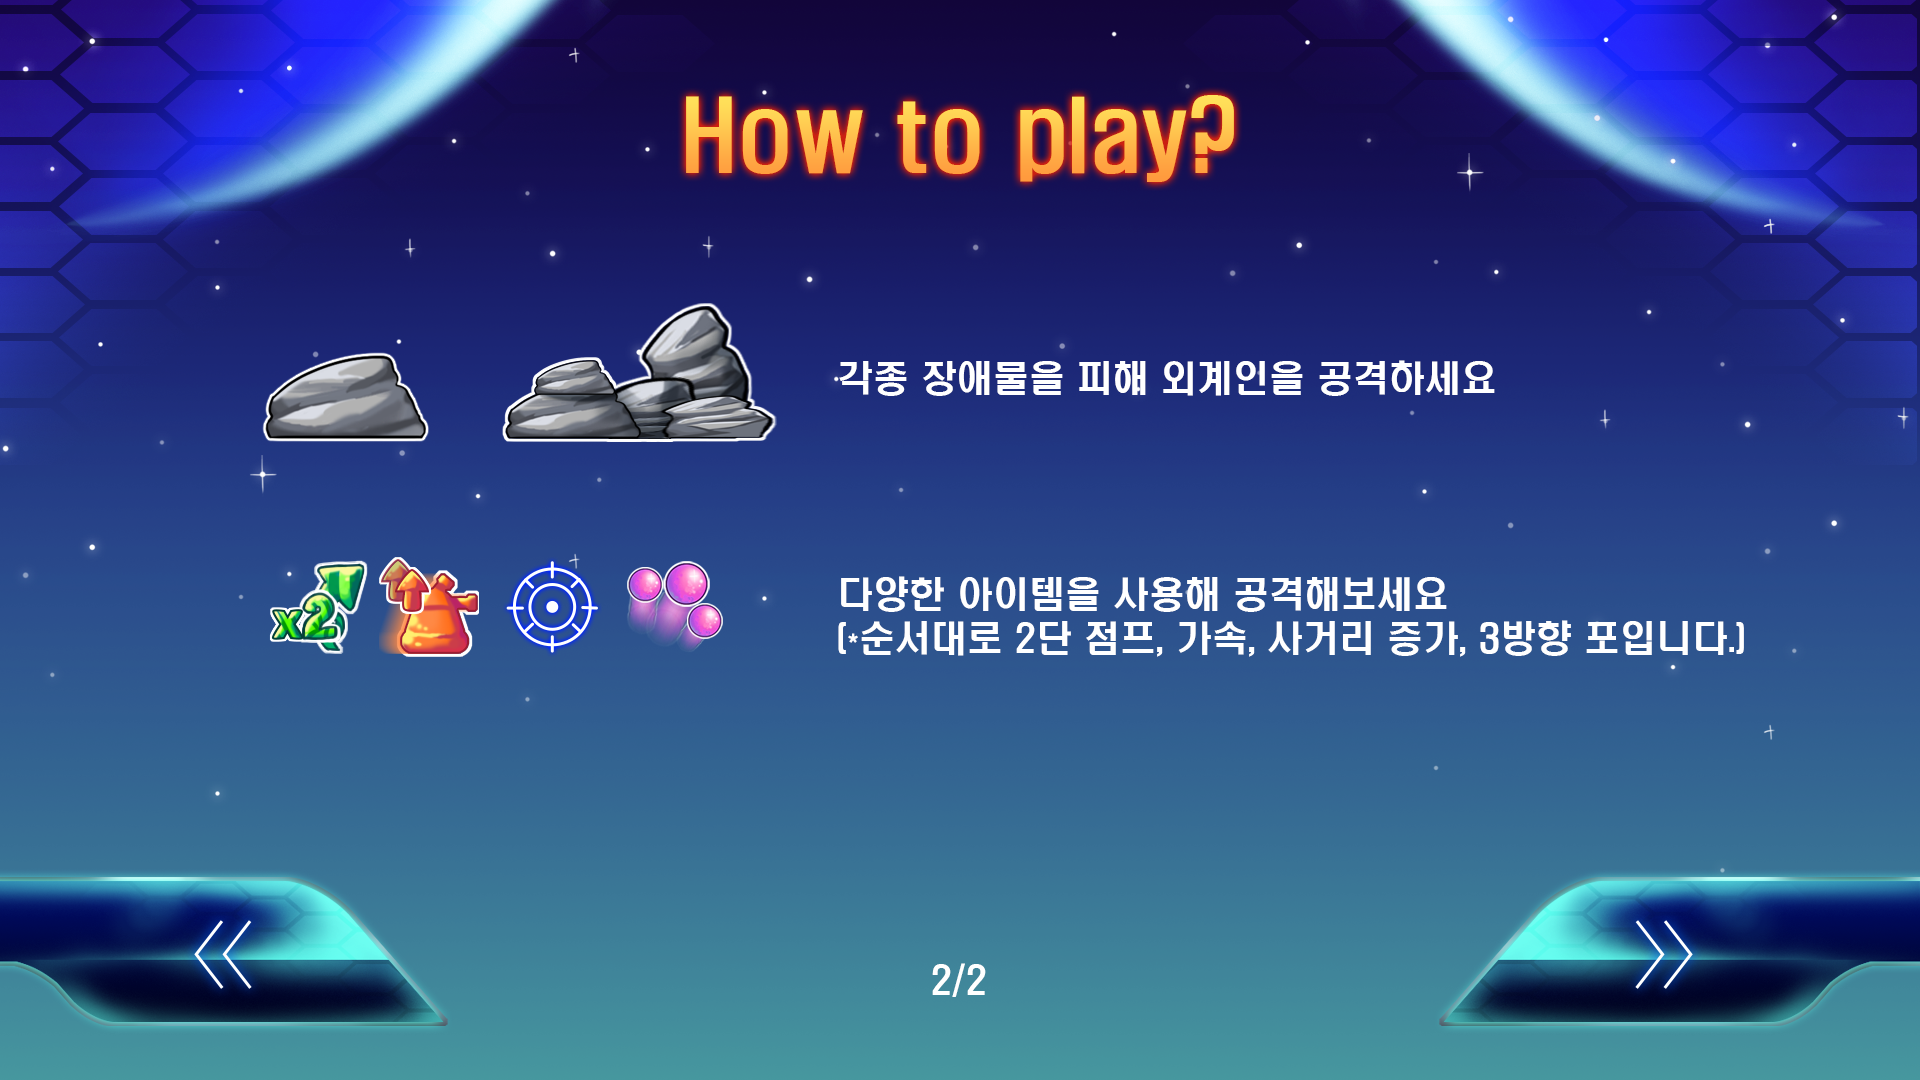 How to play?
각종 장애물을 피해 외계인을 공격하세요
x2
다양한 아이템을 사용해 공격해보세요
(*순서대로 2단 점프, 가속, 사거리 증가, 3방향 포입니다.)
2/2